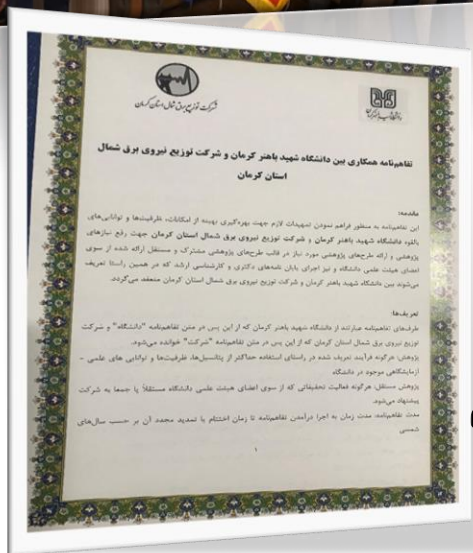 شرکت توزیع برق شمال استان کرمان
دانشگاه شهید باهنر کرمان
تفاهم‌نامه همکاری بین دانشگاه شهید باهنر کرمان و شرکت توزیع نیروی برق شمال
استان کرمان
مقدمه:
این تفاهم‌نامه به منظور فراهم نمودن تمهیدات لازم جهت بهره‌گیری بهینه از امکانات، ظرفیت‌ها و توانایی‌های
بالقوه دانشگاه شهید باهنر کرمان و شرکت توزیع نیروی برق شمال استان کرمان جهت رفع نیازهای
پژوهشی و ارائه طرح‌های پژوهشی مورد نیاز در قالب طرح‌های پژوهشی مشترک و مستقل ارائه شده از سوی
اعضای هیئت علمی دانشگاه و نیز اجرای پایان نامه‌های دکتری و کارشناسی ارشد که در همین راستا تعریف
می‌شوند بین دانشگاه شهید باهنر کرمان و شرکت توزیع نیروی برق شمال استان کرمان منعقد می‌گردد.
تعریف‌ها:
طرف‌های تفاهم‌نامه عبارتند از دانشگاه شهید باهنر کرمان که از این پس در متن تفاهم‌نامه "دانشگاه" و شرکت
توزیع نیروی برق شمال استان کرمان که از این پس در متن تفاهم‌نامه "شرکت" خوانده می‌شود.
پژوهش: هرگونه فرآیند تعریف شده در راستای استفاده حداکثر از پتانسیل‌ها، ظرفیت‌ها و توانایی های علمی -
آزمایشگاهی موجود در دانشگاه
پژوهش مستقل: هرگونه فعالیت تحقیقاتی که از سوی اعضای هیئت علمی دانشگاه مستقلاً یا جمعا به شرکت
پیشنهاد می‌شود.
مدت تفاهم‌نامه: مدت زمان به اجرا درآمدن تفاهم‌نامه تا زمان اختتام یا تمدید مجدد آن بر حسب سال‌های
شمسی
۱